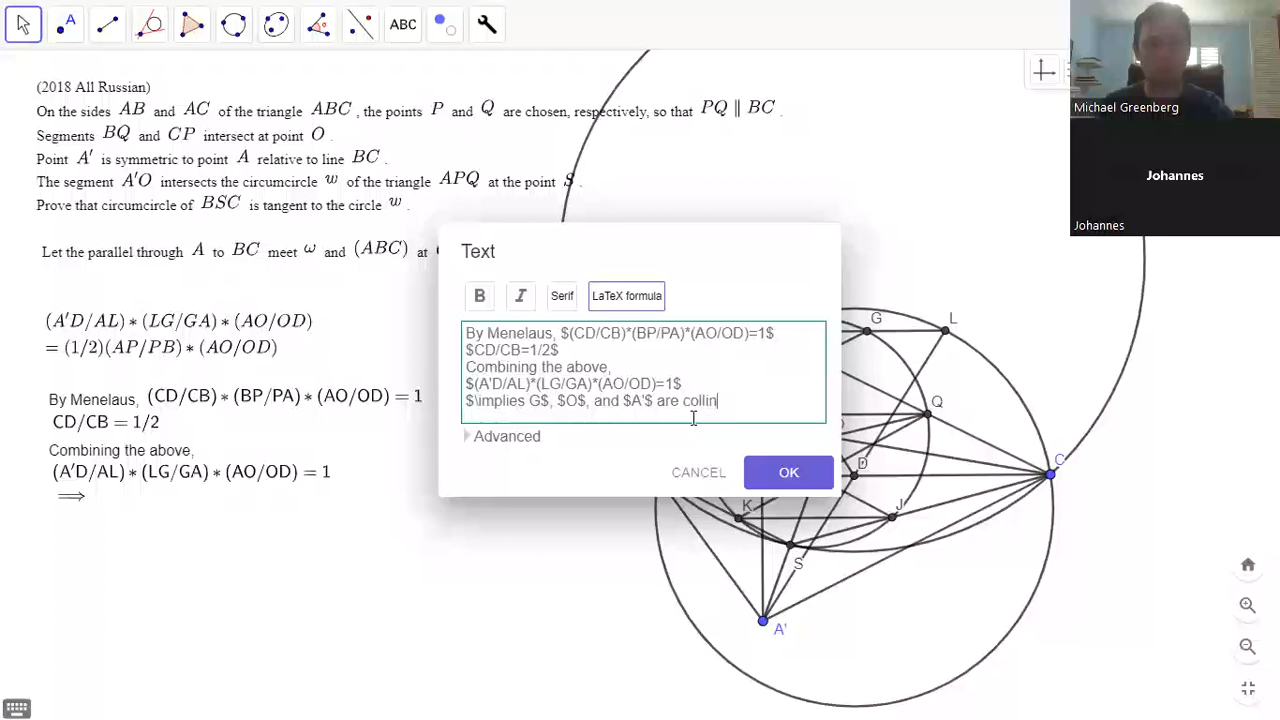 A
ABC
(2018 All Russian)
On the sides AB and AC of the triangle ABC , the points P and Q are chosen, respectively, so that PQ ∥ BC .
Segments BQ and CP intersect at point O .
Point A′ is symmetric to point A relative to line BC .
The segment A′O intersects the circumcircle w of the triangle APQ at the point S .
Prove that circumcircle of BSC is tangent to the circle w .
Let the parallel through A to BC meet ω and (ABC) at
(A′D/AL)∗(LG/GA)∗(AO/OD)
= (1/2)(AP/PB)∗(AO/OD)
By Menelaus, (CD/CB)∗(BP/PA)∗(AO/OD) = 1
CD/CB = 1/2
Combining the above,
(A′D/AL)∗(LG/GA)∗(AO/OD) = 1
⟹
Text
B
I
Serif
LaTeX formula
By Menelaus, $(CD/CB)*(BP/PA)*(AO/OD)=1$
$CD/CB=1/2$
Combining the above,
$(A'D/AL)*(LG/GA)*(AO/OD)=1$
$\implies G$, $O$, and $A'$ are collin
Advanced
CANCEL
OK
G
L
Q
C
D
K
J
S
A'
Michael Greenberg
Johannes
Johannes